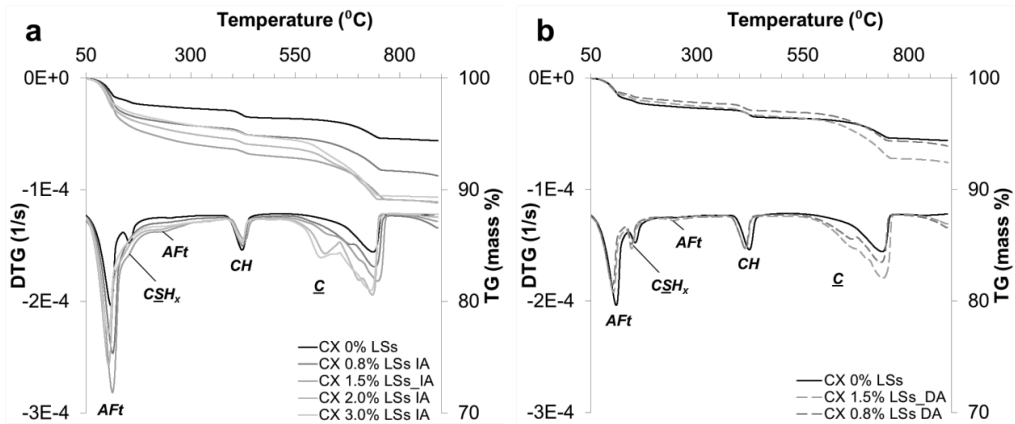 a
Temperature (⁰C)
50 300 550 800
0E+0
-1E-4
-2E-4
-3E-4
DTG (1/s)
100
90
80
70
TG (mass %)
AFt
CSHx
AFt
CH
C
CX 0% LSs
CX 0.8% LSs IA
CX 1.5% LSs_IA
CX 2.0% LSs IA
CX 3.0% LSs IA
b
Temperature (⁰C)
50 300 550 800
0E+0
-1E-4
-2E-4
-3E-4
DTG (1/s)
100
90
80
70
TG (mass %)
AFt
CSHx
AFt
CH
C
CX 0% LSs
CX 1.5% LSs_DA
CX 0.8% LSs DA